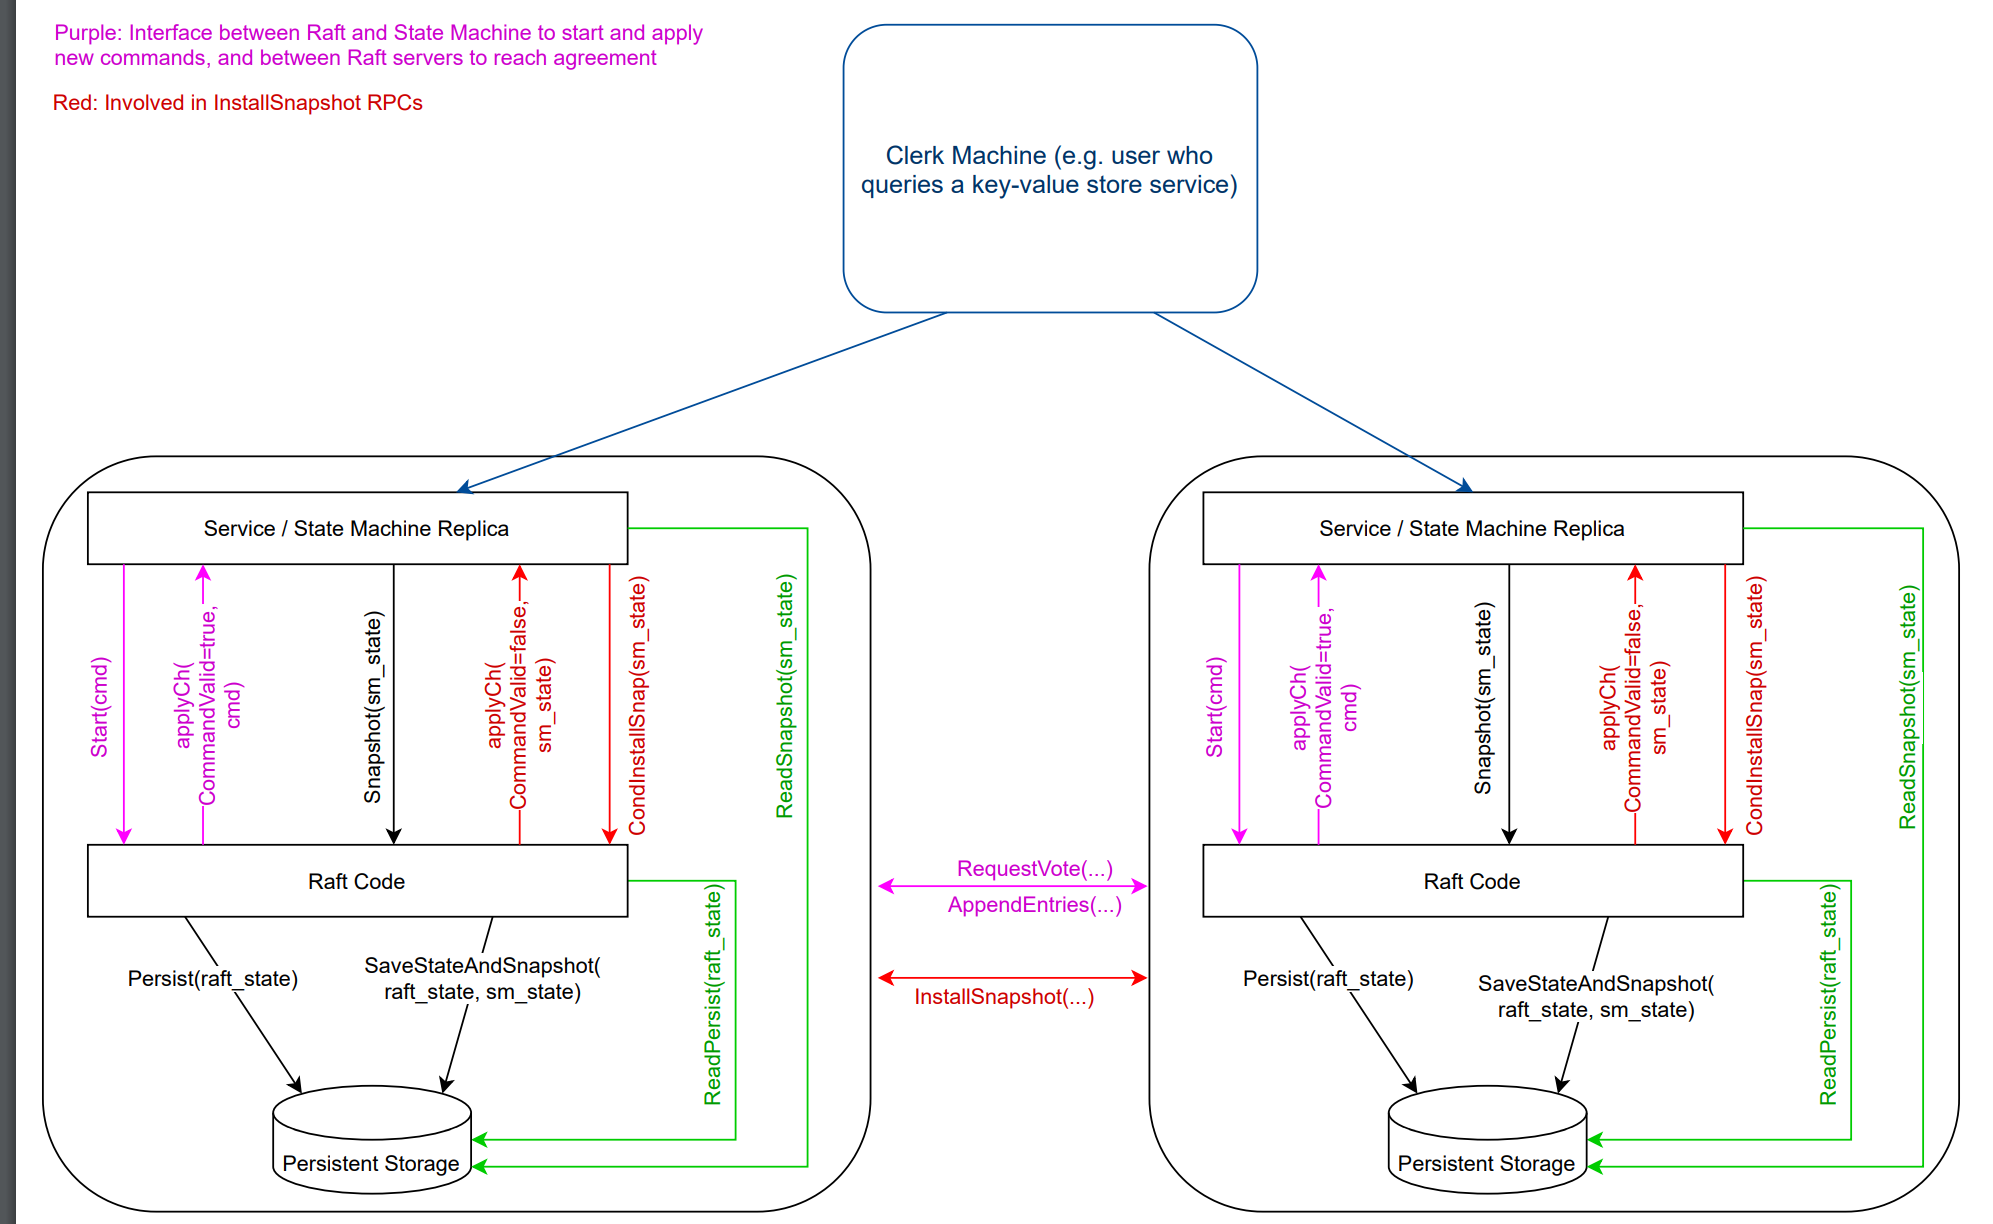 Purple: Interface between Raft and State Machine to start and apply
new commands, and between Raft servers to reach agreement
Red: Involved in InstallSnapshot RPCs
Clerk Machine (e.g. user who
queries a key-value store service)
Service / State Machine Replica
Start(cmd)
applyCh(
CommandValid=true,
cmd)
Snapshot(sm_state)
applyCh(
CommandValid=false,
sm_state)
CondInstallSnap(sm_state)
ReadSnapshot(sm_state)
Raft Code
Persist(raft_state)
SaveStateAndSnapshot(
raft_state, sm_state)
ReadPersist(raft_state)
Persistent Storage
RequestVote(...)
AppendEntries(...)
InstallSnapshot(...)
Service / State Machine Replica
Start(cmd)
applyCh(
CommandValid=true,
cmd)
Snapshot(sm_state)
applyCh(
CommandValid=false,
sm_state)
CondInstallSnap(sm_state)
ReadSnapshot(sm_state)
Raft Code
Persist(raft_state)
SaveStateAndSnapshot(
raft_state, sm_state)
ReadPersist(raft_state)
Persistent Storage